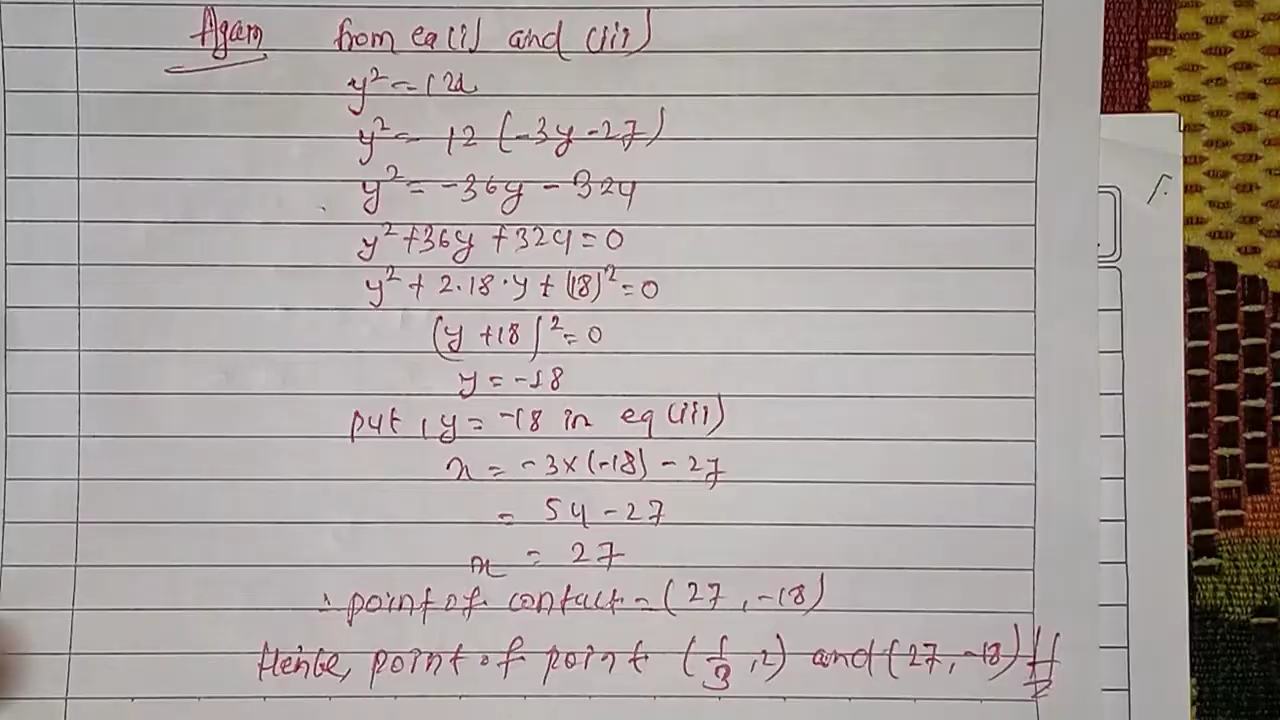 Again from eq(i) and (iii)
y² = 12x
y² = 12 (-3y -27)
y² = -36y - 324
y² +36y +324 = 0
y² + 2.18.y + (18)² = 0
(y +18)² = 0
y = -18
put, y = -18 in eq (iii)
x = -3x(-18) - 27
= 54 - 27
x = 27
∴ point of contact = (27, -18)
Hence, point of point (1/3, 2) and (27, -18)